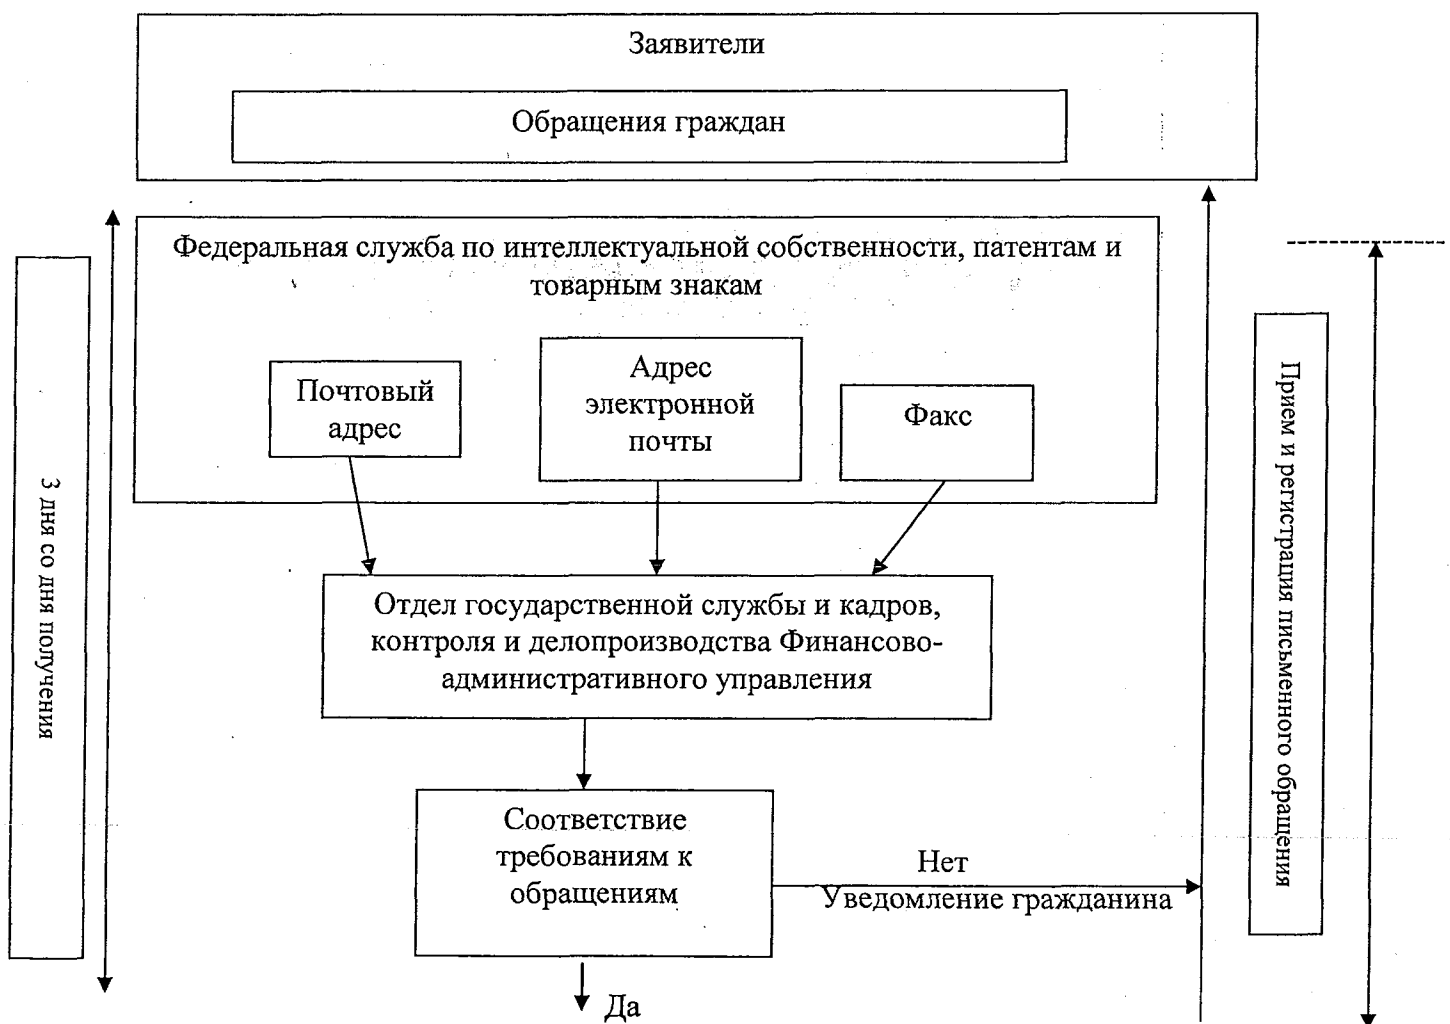 Заявители
Обращения граждан
Федеральная служба по интеллектуальной собственности, патентам и
товарным знакам
Почтовый
адрес
Адрес
электронной
почты
Факс
3 дня со дня получения
Прием и регистрация письменного обращения
Отдел государственной службы и кадров,
контроля и делопроизводства Финансово-
административного управления
Соответствие
требованиям к
обращениям
Нет
Уведомление гражданина
Да